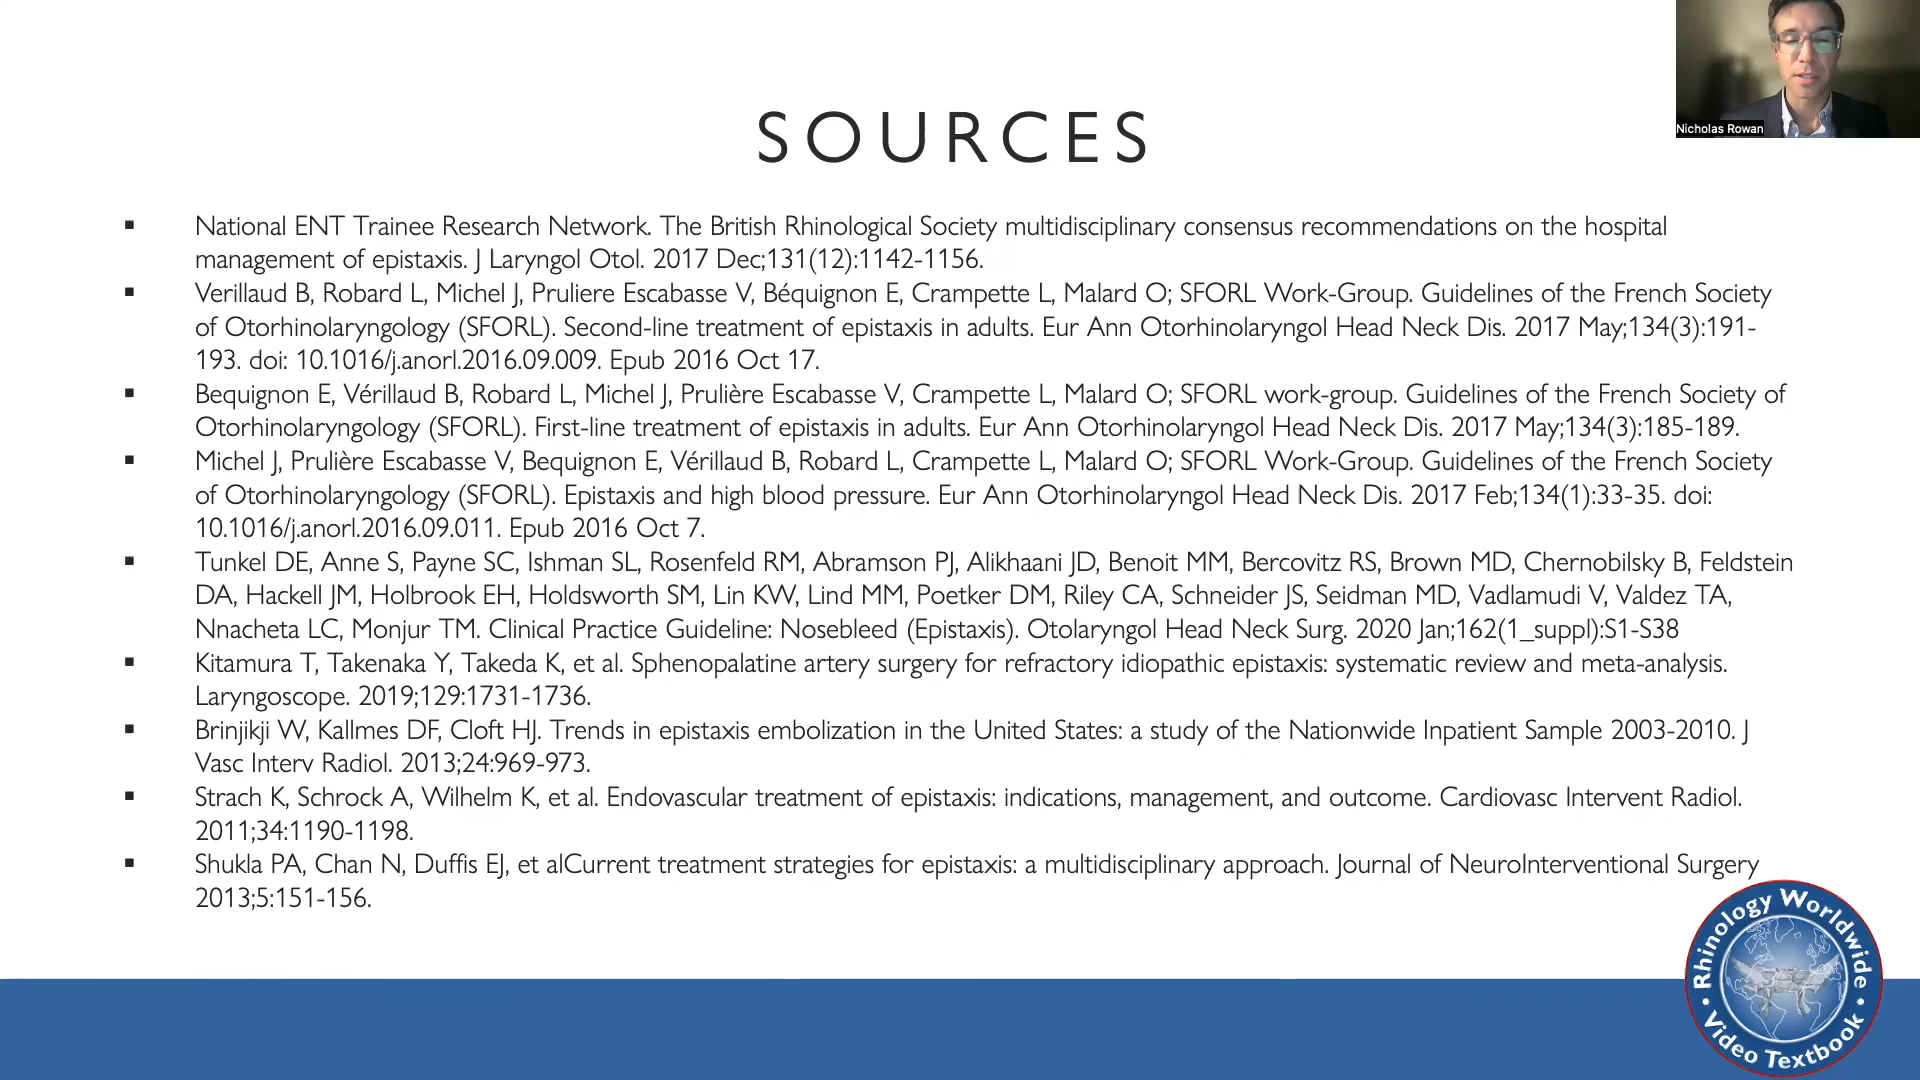 Nicholas Rowan
SOURCES
▪ National ENT Trainee Research Network. The British Rhinological Society multidisciplinary consensus recommendations on the hospital
management of epistaxis. J Laryngol Otol. 2017 Dec;131(12):1142-1156.
▪ Verillaud B, Robard L, Michel J, Pruliere Escabasse V, Béquignon E, Crampette L, Malard O; SFORL Work-Group. Guidelines of the French Society
of Otorhinolaryngology (SFORL). Second-line treatment of epistaxis in adults. Eur Ann Otorhinolaryngol Head Neck Dis. 2017 May;134(3):191-
193. doi: 10.1016/j.anorl.2016.09.009. Epub 2016 Oct 17.
▪ Bequignon E, Vérillaud B, Robard L, Michel J, Prulière Escabasse V, Crampette L, Malard O; SFORL work-group. Guidelines of the French Society of
Otorhinolaryngology (SFORL). First-line treatment of epistaxis in adults. Eur Ann Otorhinolaryngol Head Neck Dis. 2017 May;134(3):185-189.
▪ Michel J, Prulière Escabasse V, Bequignon E, Vérillaud B, Robard L, Crampette L, Malard O; SFORL Work-Group. Guidelines of the French Society
of Otorhinolaryngology (SFORL). Epistaxis and high blood pressure. Eur Ann Otorhinolaryngol Head Neck Dis. 2017 Feb;134(1):33-35. doi:
10.1016/j.anorl.2016.09.011. Epub 2016 Oct 7.
▪ Tunkel DE, Anne S, Payne SC, Ishman SL, Rosenfeld RM, Abramson PJ, Alikhaani JD, Benoit MM, Bercovitz RS, Brown MD, Chernobilsky B, Feldstein
DA, Hackell JM, Holbrook EH, Holdsworth SM, Lin KW, Lind MM, Poetker DM, Riley CA, Schneider JS, Seidman MD, Vadlamudi V, Valdez TA,
Nnacheta LC, Monjur TM. Clinical Practice Guideline: Nosebleed (Epistaxis). Otolaryngol Head Neck Surg. 2020 Jan;162(1_suppl):S1-S38
▪ Kitamura T, Takenaka Y, Takeda K, et al. Sphenopalatine artery surgery for refractory idiopathic epistaxis: systematic review and meta-analysis.
Laryngoscope. 2019;129:1731-1736.
▪ Brinjikji W, Kallmes DF, Cloft HJ. Trends in epistaxis embolization in the United States: a study of the Nationwide Inpatient Sample 2003-2010. J
Vasc Interv Radiol. 2013;24:969-973.
▪ Strach K, Schrock A, Wilhelm K, et al. Endovascular treatment of epistaxis: indications, management, and outcome. Cardiovasc Intervent Radiol.
2011;34:1190-1198.
▪ Shukla PA, Chan N, Duffis EJ, et alCurrent treatment strategies for epistaxis: a multidisciplinary approach. Journal of NeuroInterventional Surgery
2013;5:151-156.
Rhinology Worldwide
• Video Textbook •